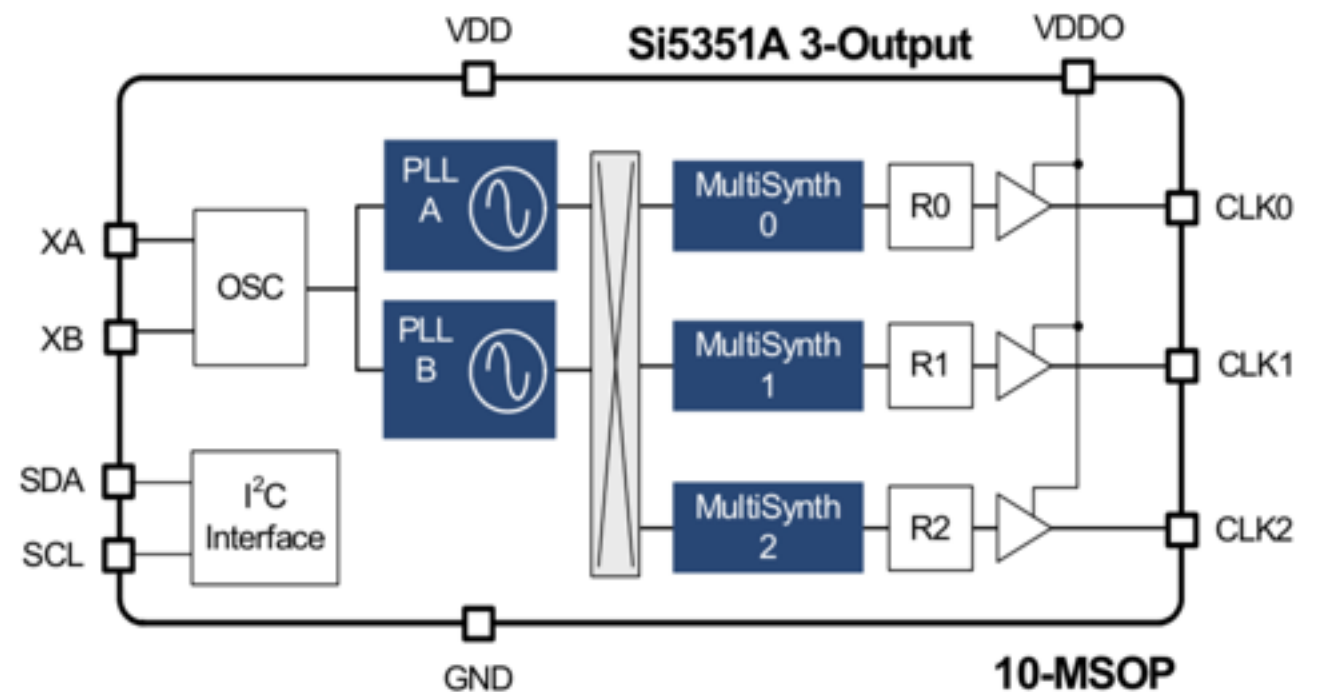 VDD
Si5351A 3-Output
VDDO
PLL
A
MultiSynth
0
R0
CLK0
XA
OSC
XB
PLL
B
MultiSynth
1
R1
CLK1
SDA
I²C
Interface
SCL
MultiSynth
2
R2
CLK2
GND
10-MSOP